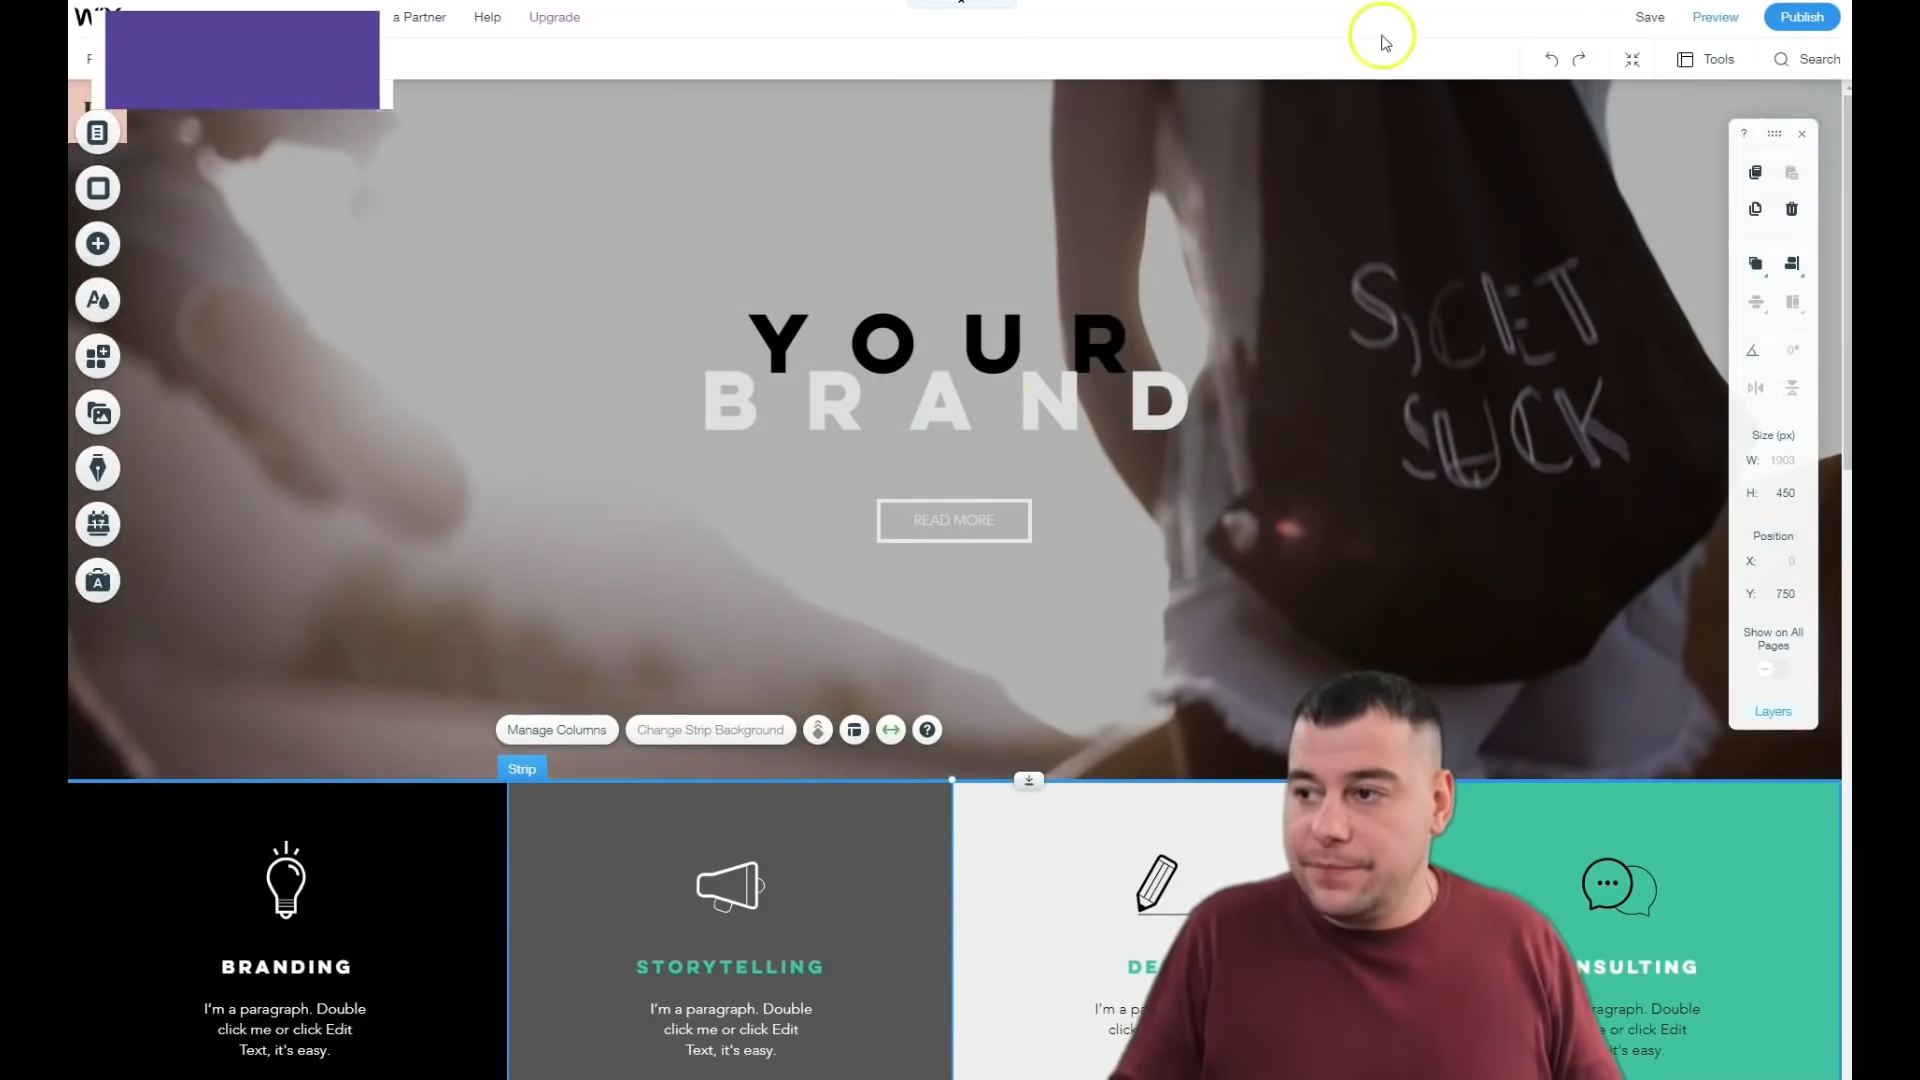 a Partner
Help
Upgrade
Save
Preview
Publish
Tools
Search
YOUR
BRAND
READ MORE
?
0°
Size (px)
W: 1903
H: 450
Position
X: 0
Y: 750
Show on All
Pages
Layers
17
A
Manage Columns
Change Strip Background
?
Strip
BRANDING
I'm a paragraph. Double
click me or click Edit
Text, it's easy.
STORYTELLING
I'm a paragraph. Double
click me or click Edit
Text, it's easy.
DE
I'm a
NSULTING
Double
or click Edit
it's easy.